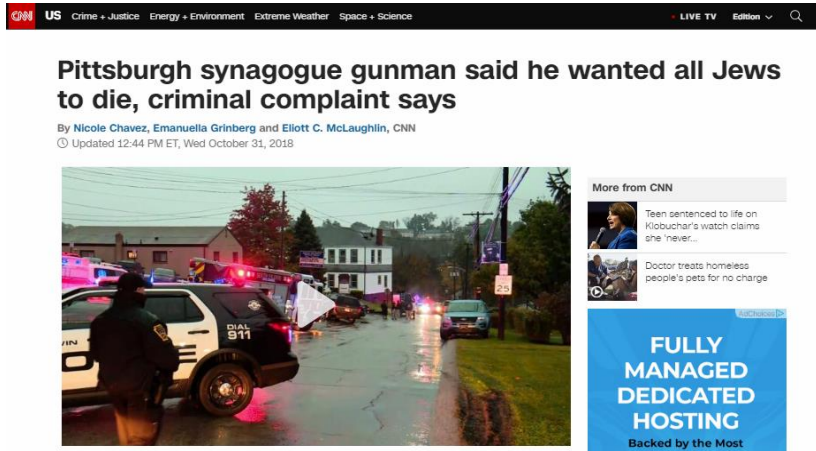 CNN US Crime + Justice Energy + Environment Extreme Weather Space + Science LIVE TV Edition
Pittsburgh synagogue gunman said he wanted all Jews
to die, criminal complaint says
By Nicole Chavez, Emanuella Grinberg and Eliott C. McLaughlin, CNN
Updated 12:44 PM ET, Wed October 31, 2018
More from CNN
Teen sentenced to life on
Klobuchar's watch claims
she 'never...
Doctor treats homeless
people's pets for no charge
DIAL
911
25
AdChoices
FULLY
MANAGED
DEDICATED
HOSTING
Backed by the Most